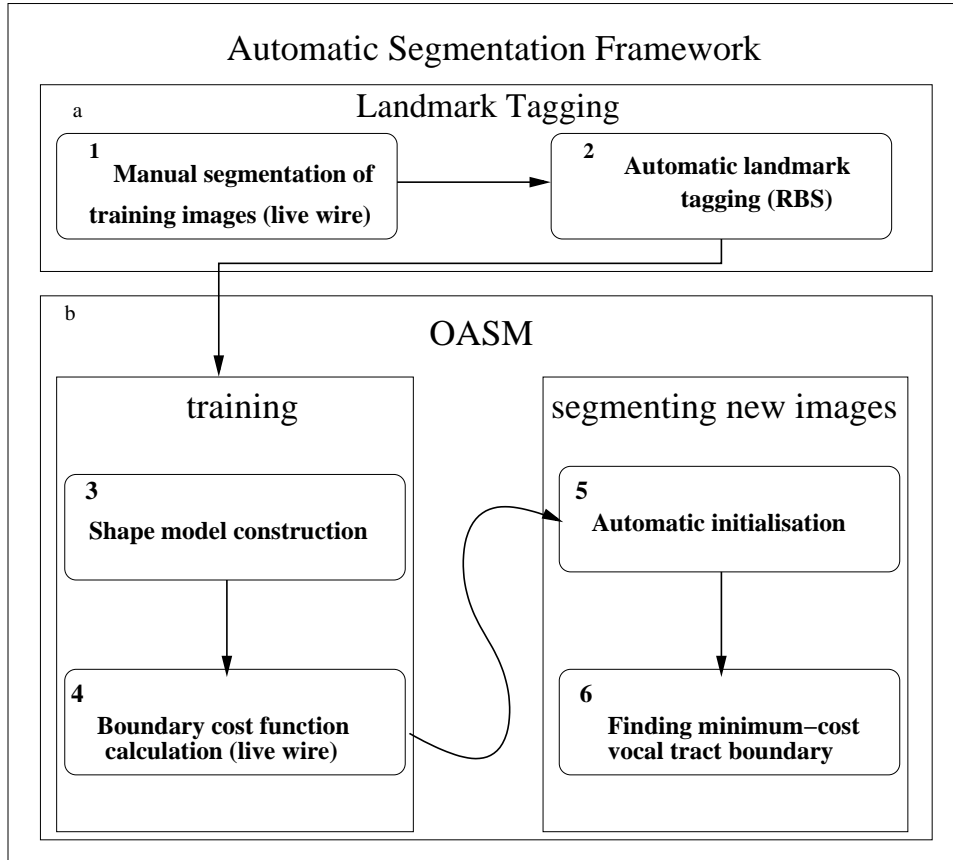 Automatic Segmentation Framework
a
Landmark Tagging
1
Manual segmentation of
training images (live wire)
2
Automatic landmark
tagging (RBS)
b
OASM
training
3
Shape model construction
4
Boundary cost function
calculation (live wire)
segmenting new images
5
Automatic initialisation
6
Finding minimum−cost
vocal tract boundary